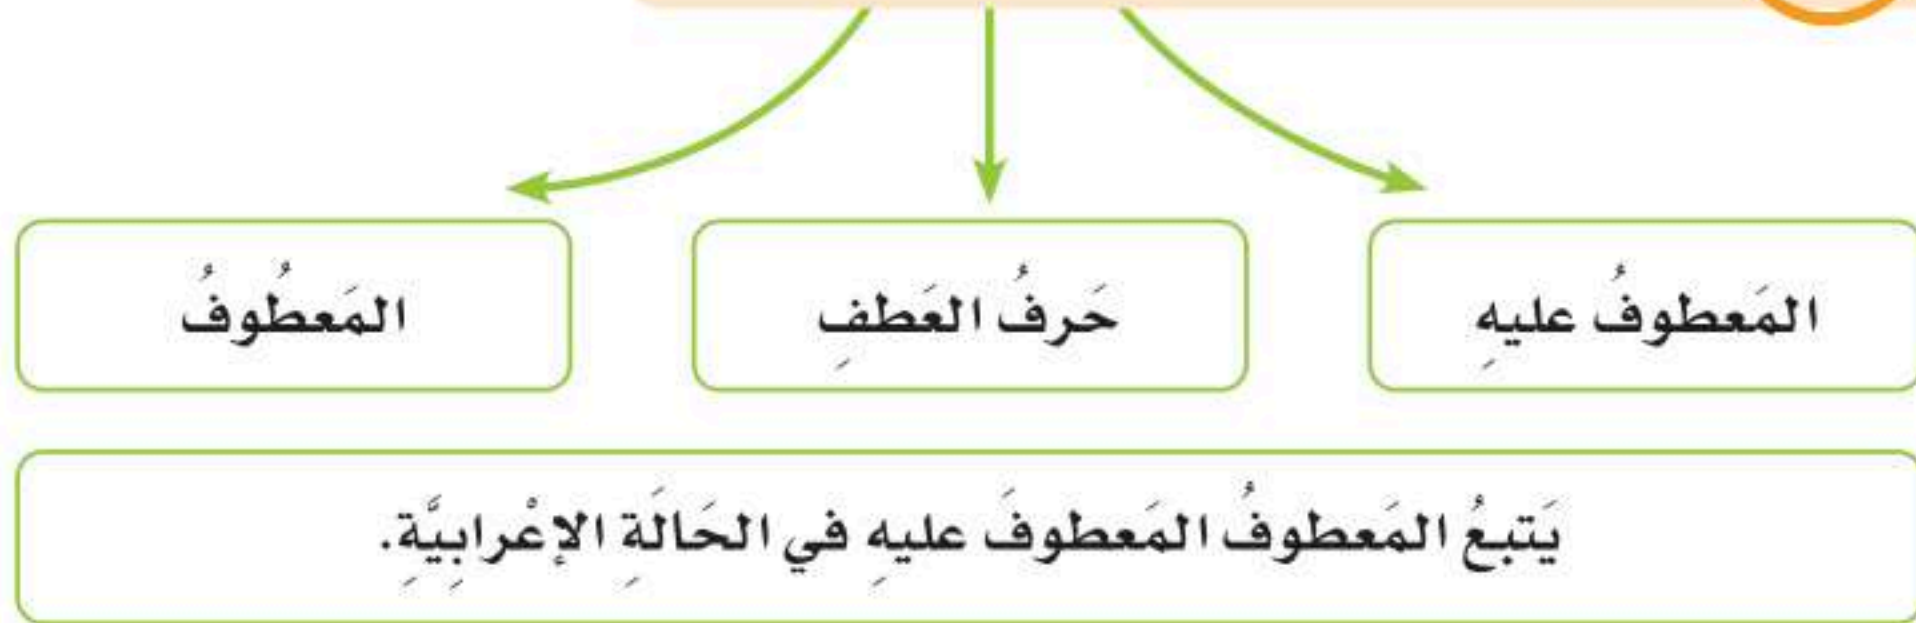 المَعطوفُ عليهِ
حَرفُ العَطفِ
المَعطُوفُ
يَتبعُ المَعطوفُ المَعطوفَ عليهِ في الحَالَةِ الإعْرابِيَّةِ.